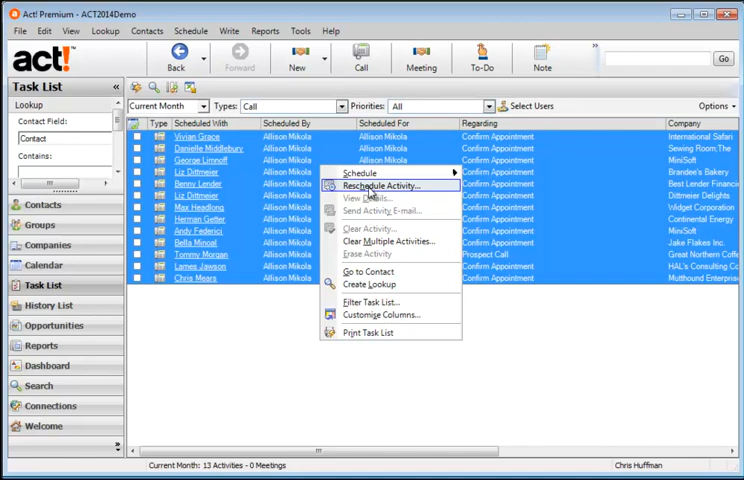 Act! Premium - ACT2014Demo
File Edit View Lookup Contacts Schedule Write Reports Tools Help
act! Back Forward New Call Meeting To-Do Note » Go
Task List «
Lookup
Contact Field:
Contact
Contains:
Contacts
Groups
Companies
Calendar
Task List
History List
Opportunities
Reports
Dashboard
Search
Connections
Welcome
»
Current Month Types: Call Priorities: All Select Users Options
Type Scheduled With Scheduled By Scheduled For Regarding Company
Vivian Grace Allison Mikola Allison Mikola Confirm Appointment International Safari
Danielle Middlebury Allison Mikola Allison Mikola Confirm Appointment Sewing Room,The
George Limnoff Allison Mikola Allison Mikola Confirm Appointment MiniSoft
Liz Dittmeier Allison Mikola Confirm Appointment Brandee's Bakery
Benny Lender Allison Mikola Confirm Appointment Best Lender Financi
Liz Dittmeier Allison Mikola Confirm Appointment Dittmeier Delights
Max Headlong Allison Mikola Confirm Appointment Widget Corporation
Herman Getter Allison Mikola Confirm Appointment Continental Energy
Andy Federici Allison Mikola Confirm Appointment MiniSoft
Bella Minoal Allison Mikola Confirm Appointment Jake Flakes Inc.
Tommy Morgan Allison Mikola Prospect Call Great Northern Coffe
Lames Jawson Allison Mikola Confirm Appointment HAL's Consulting Co
Chris Mears Allison Mikola Confirm Appointment Mutthound Enterprise
Schedule
Reschedule Activity...
View Details...
Send Activity E-mail...
Clear Activity...
Clear Multiple Activities...
Erase Activity
Go to Contact
Create Lookup
Filter Task List...
Customize Columns...
Print Task List
Current Month: 13 Activities - 0 Meetings Chris Huffman